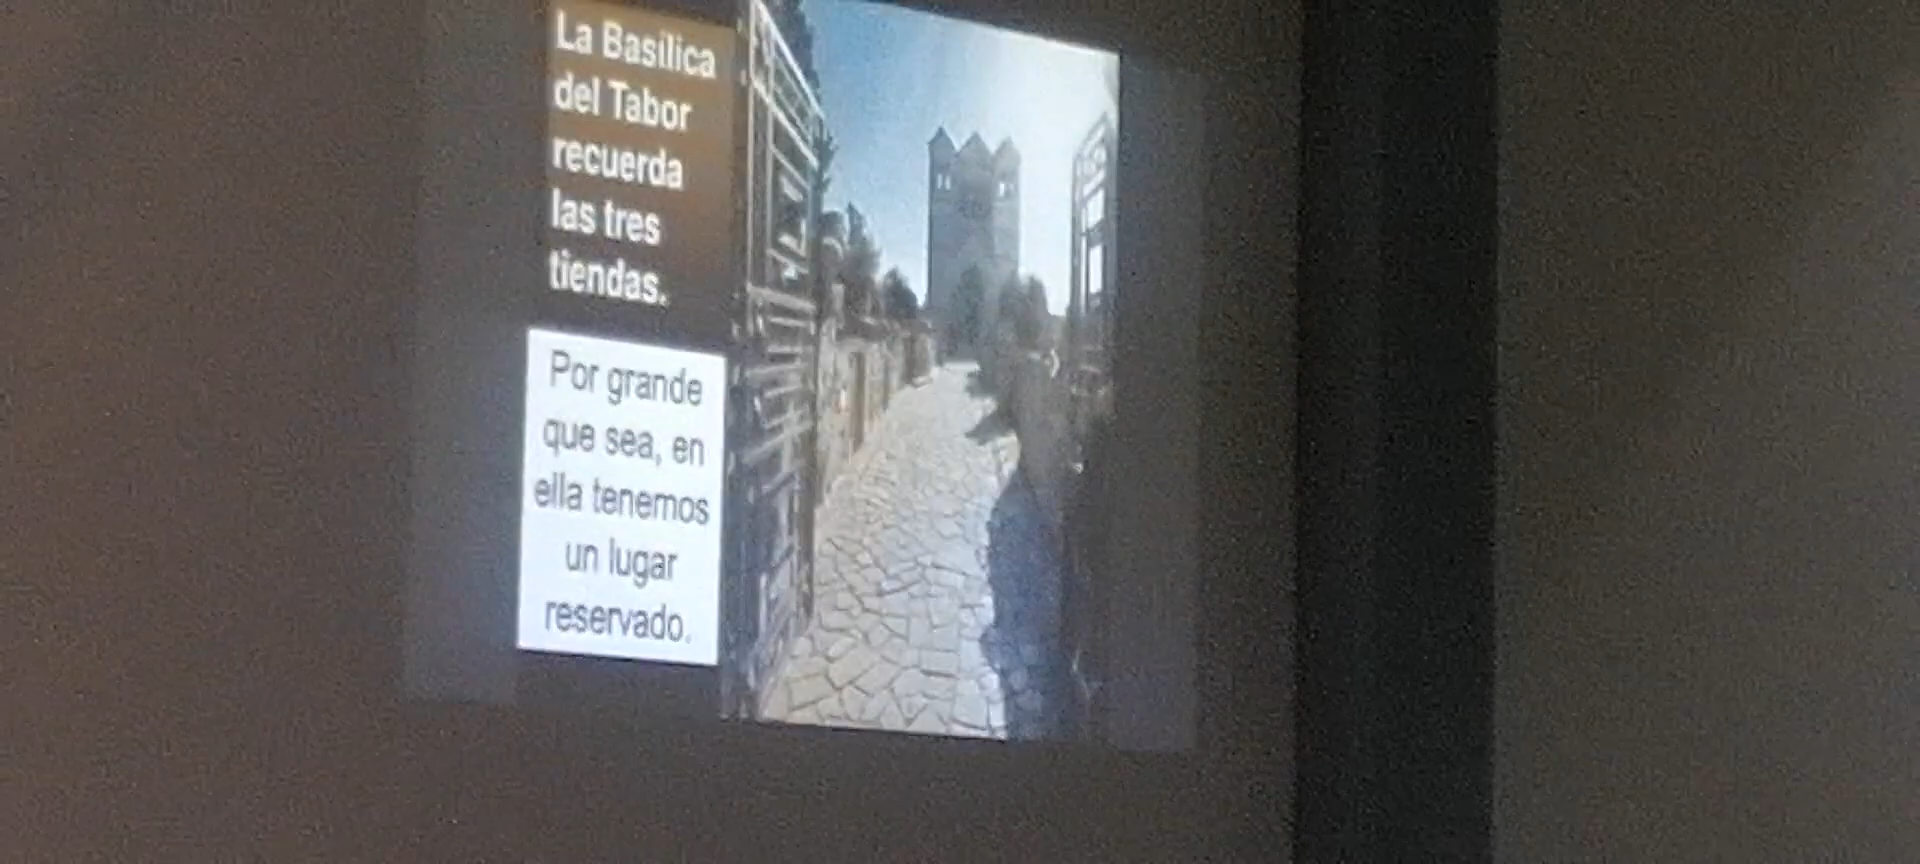 La Basílica
del Tabor
recuerda
las tres
tiendas.
Por grande
que sea, en
ella tenemos
un lugar
reservado.